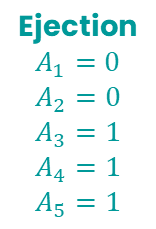 Ejection
A₁ = 0
A₂ = 0
A₃ = 1
A₄ = 1
A₅ = 1